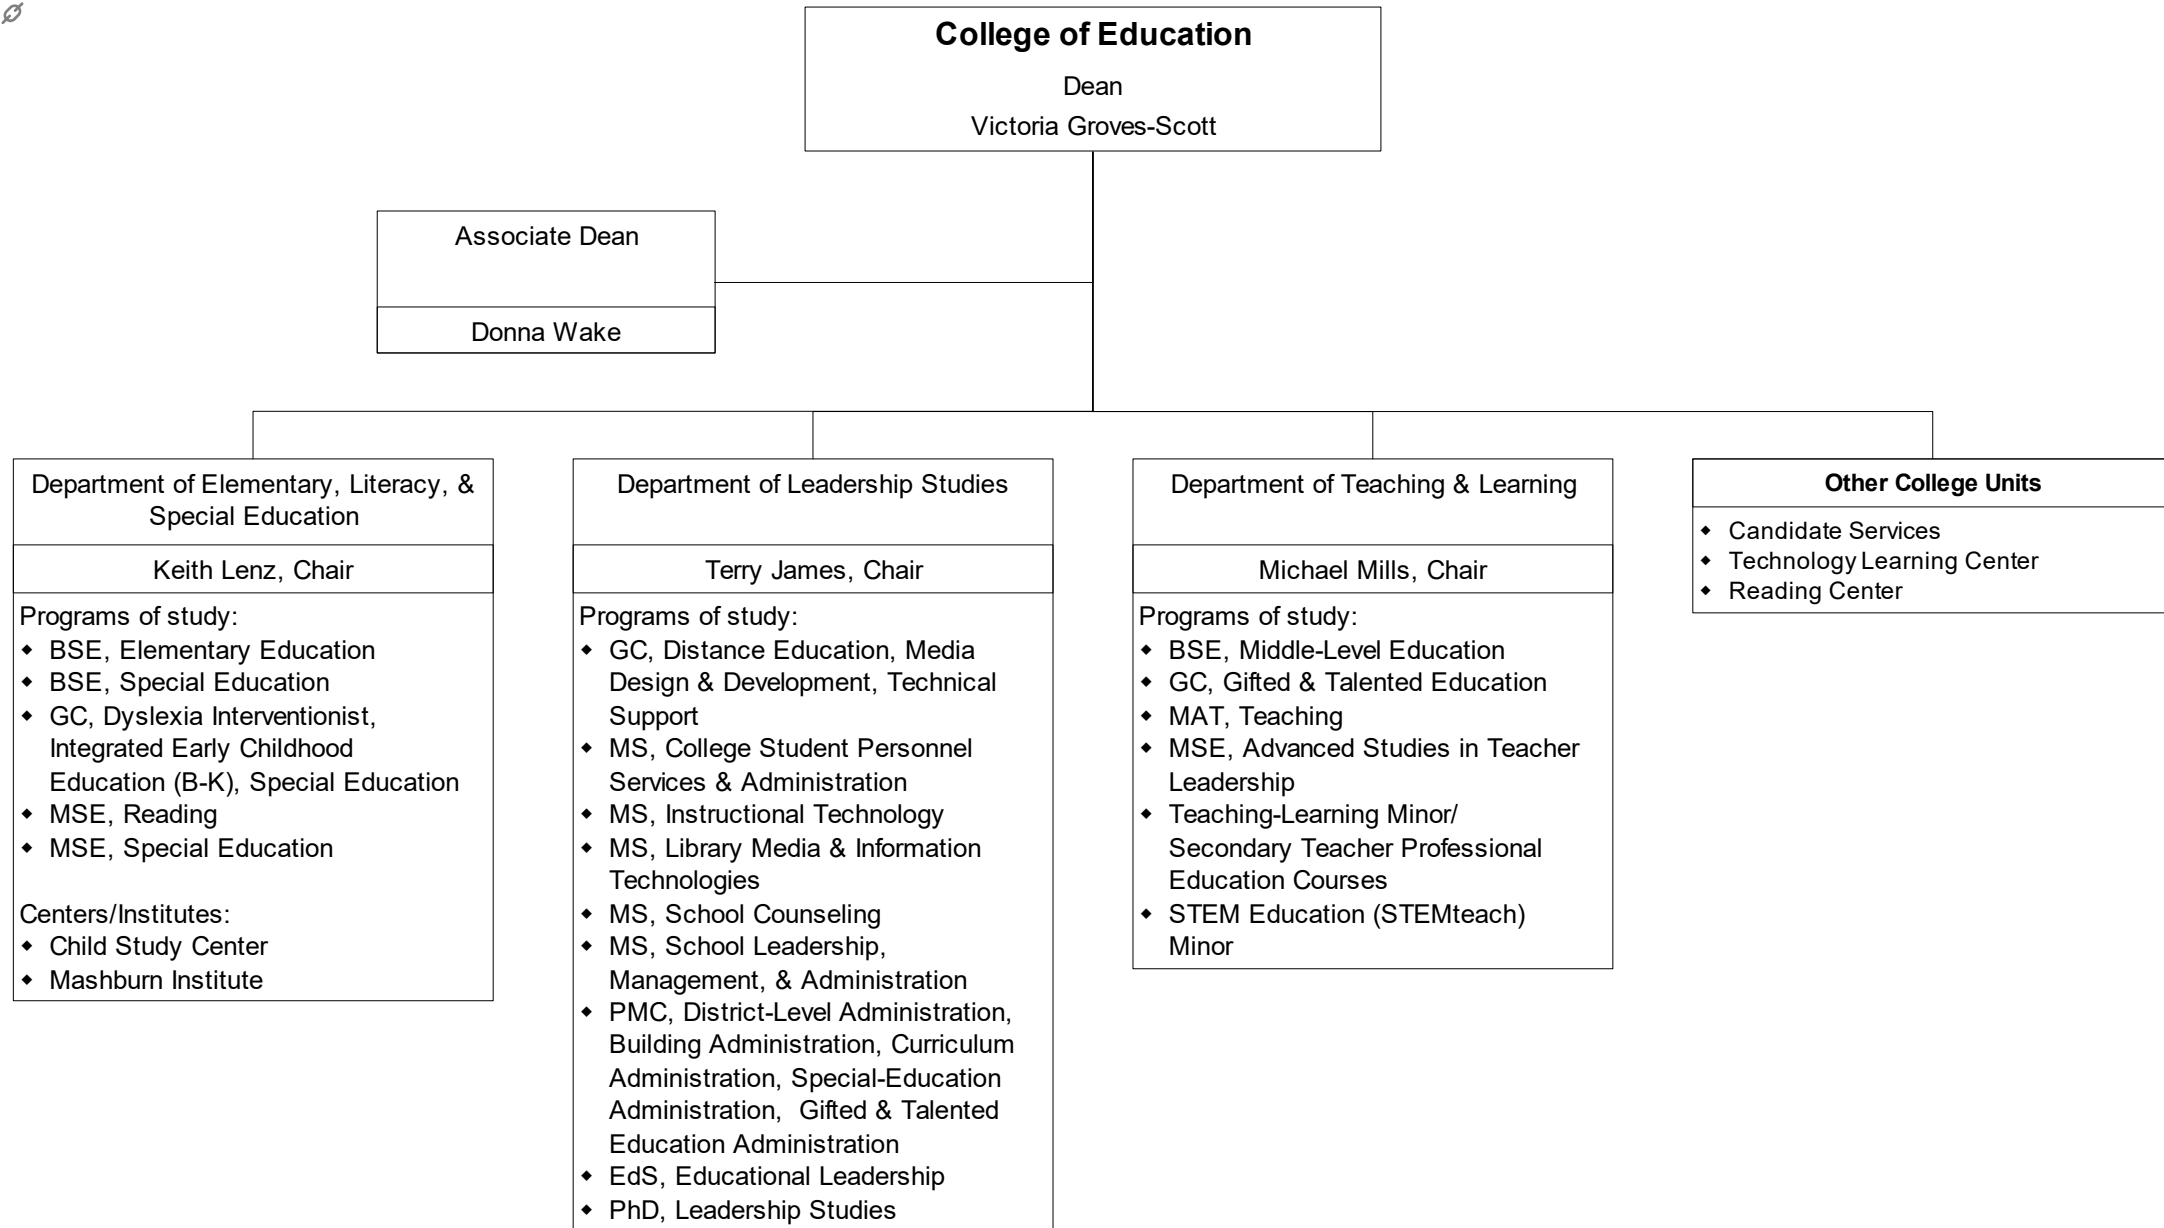 College of Education
Dean
Victoria Groves-Scott
Associate Dean
Donna Wake
Department of Elementary, Literacy, &
Special Education
Keith Lenz, Chair
Programs of study:
◆ BSE, Elementary Education
◆ BSE, Special Education
◆ GC, Dyslexia Interventionist,
Integrated Early Childhood
Education (B-K), Special Education
◆ MSE, Reading
◆ MSE, Special Education
Centers/Institutes:
◆ Child Study Center
◆ Mashburn Institute
Department of Leadership Studies
Terry James, Chair
Programs of study:
◆ GC, Distance Education, Media
Design & Development, Technical
Support
◆ MS, College Student Personnel
Services & Administration
◆ MS, Instructional Technology
◆ MS, Library Media & Information
Technologies
◆ MS, School Counseling
◆ MS, School Leadership,
Management, & Administration
◆ PMC, District-Level Administration,
Building Administration, Curriculum
Administration, Special-Education
Administration,  Gifted & Talented
Education Administration
◆ EdS, Educational Leadership
◆ PhD, Leadership Studies
Department of Teaching & Learning
Michael Mills, Chair
Programs of study:
◆ BSE, Middle-Level Education
◆ GC, Gifted & Talented Education
◆ MAT, Teaching
◆ MSE, Advanced Studies in Teacher
Leadership
◆ Teaching-Learning Minor/
Secondary Teacher Professional
Education Courses
◆ STEM Education (STEMteach)
Minor
Other College Units
◆ Candidate Services
◆ Technology Learning Center
◆ Reading Center